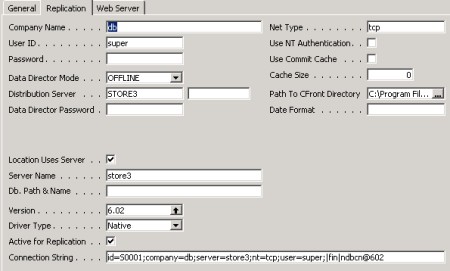 General Replication Web Server
Company Name . . . . . . db
Net Type . . . . . . . . . tcp
User ID . . . . . . . . . . super
Use NT Authentication. . .
Password . . . . . . . . . .
Use Commit Cache . . . .
Data Director Mode . . . . OFFLINE
Cache Size . . . . . . . . 0
Distribution Server . . . . STORE3
Path To CFront Directory C:\Program Fil... ...
Data Director Password .
Date Format . . . . . . .
Location Uses Server . . .
Server Name . . . . . . . store3
Db. Path & Name . . . . .
Version . . . . . . . . . . 6.02
Driver Type . . . . . . . . Native
Active for Replication . . .
Connection String . . . . . id=S0001;company=db;server=store3;nt=tcp;user=super;|fin|ndbcn@602